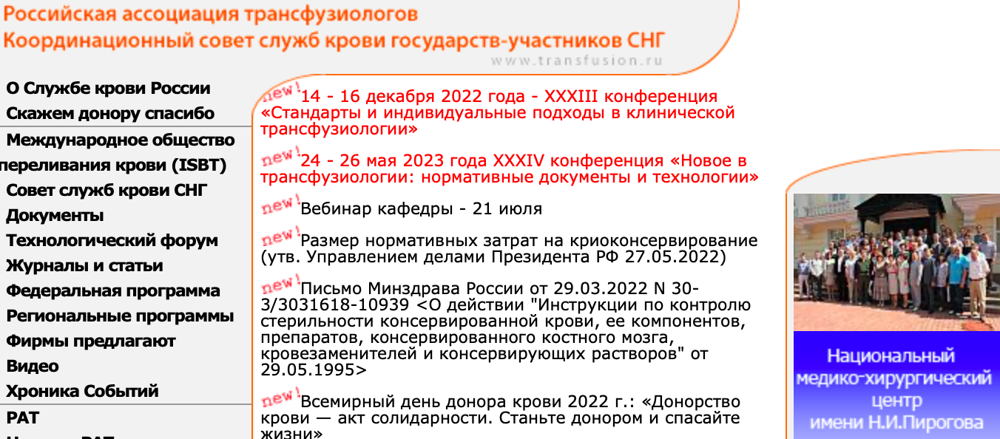 Российская ассоциация трансфузиологов
Координационный совет служб крови государств-участников СНГ
www.transfusion.ru
О Службе крови России
Скажем донору спасибо
Международное общество
переливания крови (ISBT)
Совет служб крови СНГ
Документы
Технологический форум
Журналы и статьи
Федеральная программа
Региональные программы
Фирмы предлагают
Видео
Хроника Событий
РАТ
new! 14 - 16 декабря 2022 года - XXXIII конференция
«Стандарты и индивидуальные подходы в клинической
трансфузиологии»
new! 24 - 26 мая 2023 года XXXIV конференция «Новое в
трансфузиологии: нормативные документы и технологии»
new! Вебинар кафедры - 21 июля
new! Размер нормативных затрат на криоконсервирование
(утв. Управлением делами Президента РФ 27.05.2022)
new! Письмо Минздрава России от 29.03.2022 N 30-
3/3031618-10939 <О действии "Инструкции по контролю
стерильности консервированной крови, ее компонентов,
препаратов, консервированного костного мозга,
кровезаменителей и консервирующих растворов" от
29.05.1995>
new! Всемирный день донора крови 2022 г.: «Донорство
крови — акт солидарности. Станьте донором и спасайте
жизни»
Национальный
медико-хирургический
центр
имени Н.И.Пирогова